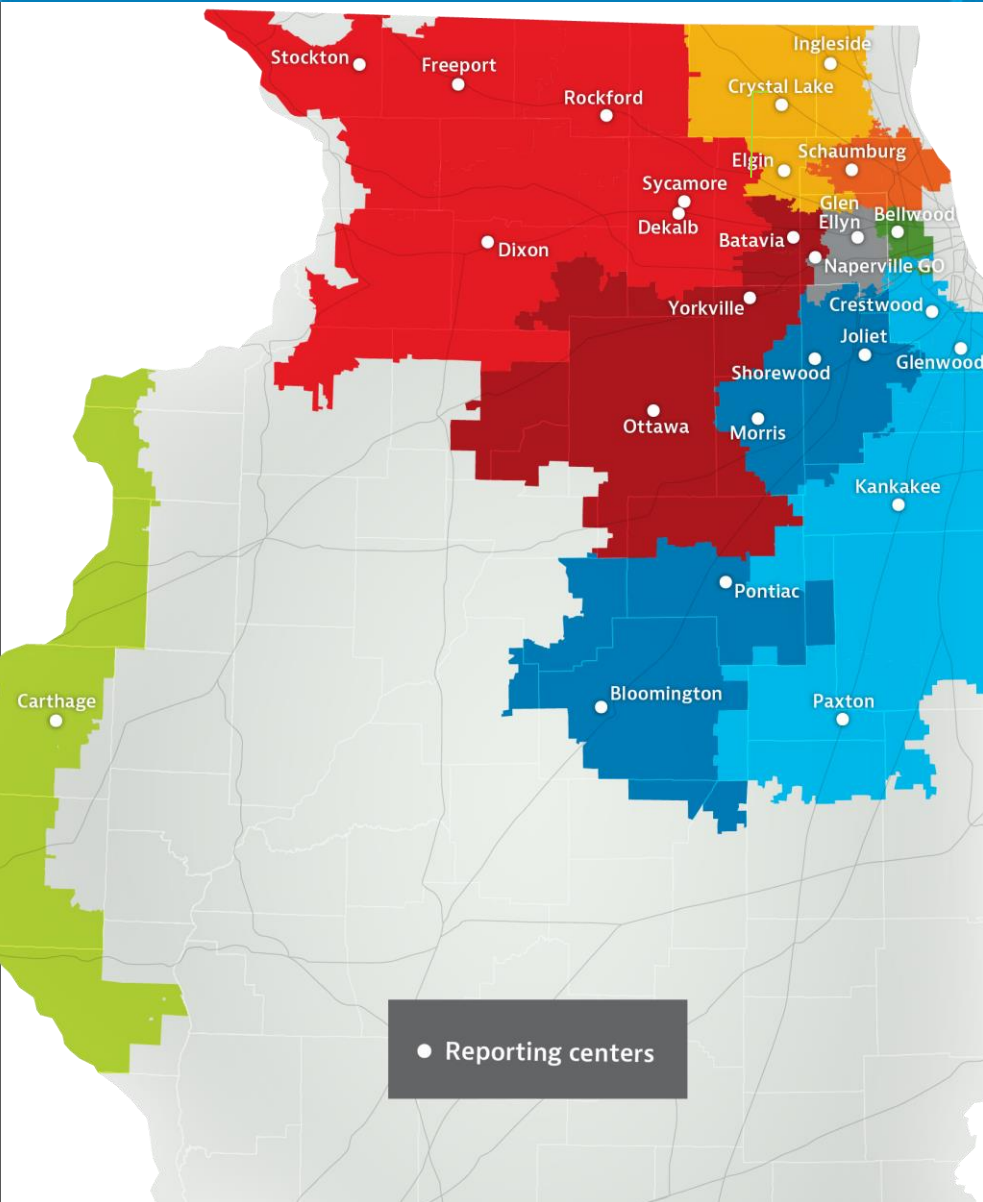 Ingleside
Stockton
Freeport
Crystal Lake
Rockford
Schaumburg
Elgin
Sycamore
Glen
Ellyn
Bellwood
Dekalb
Batavia
Dixon
Naperville GO
Yorkville
Crestwood
Joliet
Glenwood
Shorewood
Ottawa
Morris
Kankakee
Pontiac
Bloomington
Carthage
Paxton
Reporting centers